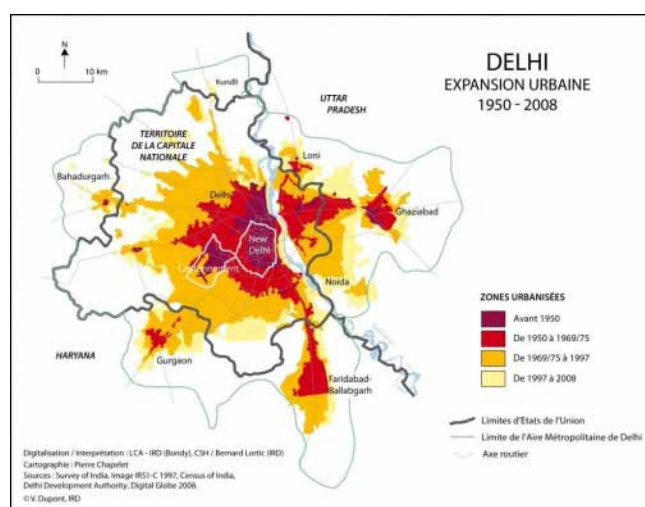 DELHI
EXPANSION URBAINE
1950 - 2008
N
0 10 km
Kundli
UTTAR
PRADESH
TERRITOIRE
DE LA CAPITALE
NATIONALE
Loni
Bahadurgarh
Delhi
Ghaziabad
New
Delhi
Cantonnement
Noida
ZONES URBANISÉES
Avant 1950
De 1950 à 1969/75
De 1969/75 à 1997
De 1997 à 2008
HARYANA
Gurgaon
Faridabad-
Ballabgarh
Limites d'Etats de l'Union
Limite de l'Aire Métropolitaine de Delhi
Axe routier
Digitalisation / Interprétation : LCA - IRD (Bondy), CSH / Bernard Lortic (IRD)
Cartographie : Pierre Chapelet
Sources : Survey of India, Image IRS1-C 1997, Census of India,
Delhi Development Authority, Digital Globe 2008.
© V. Dupont, IRD